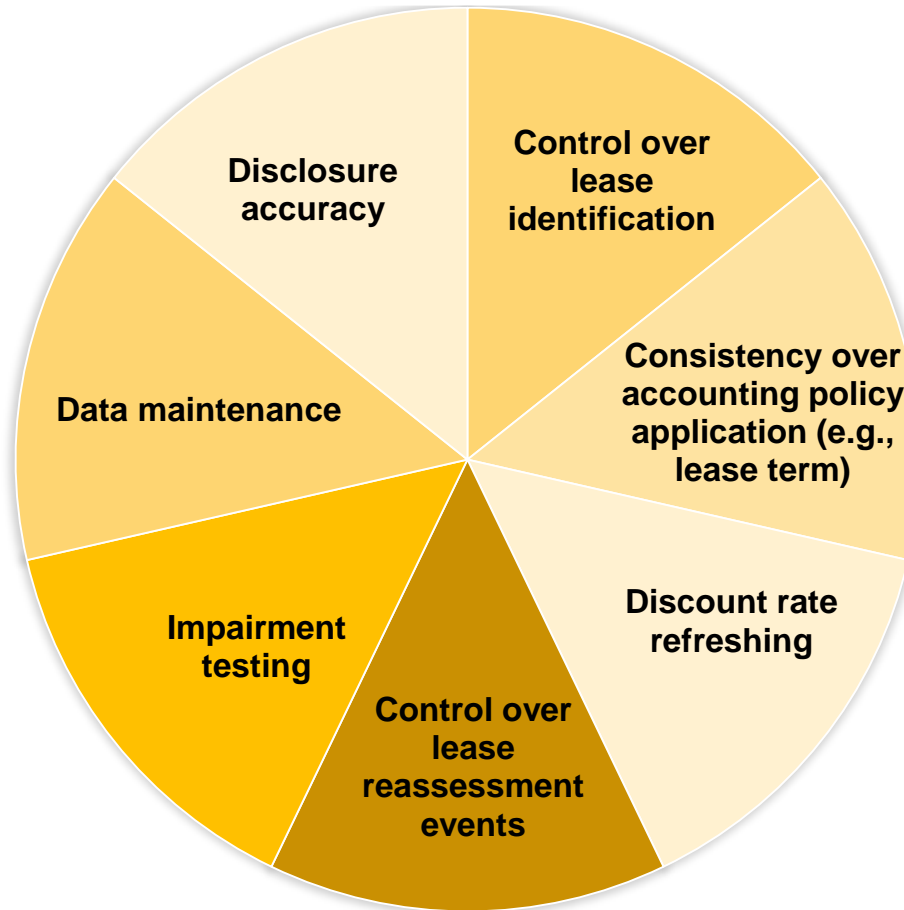 Control over
lease
identification
Consistency over
accounting policy
application (e.g.,
lease term)
Discount rate
refreshing
Control over
lease
reassessment
events
Impairment
testing
Data maintenance
Disclosure
accuracy